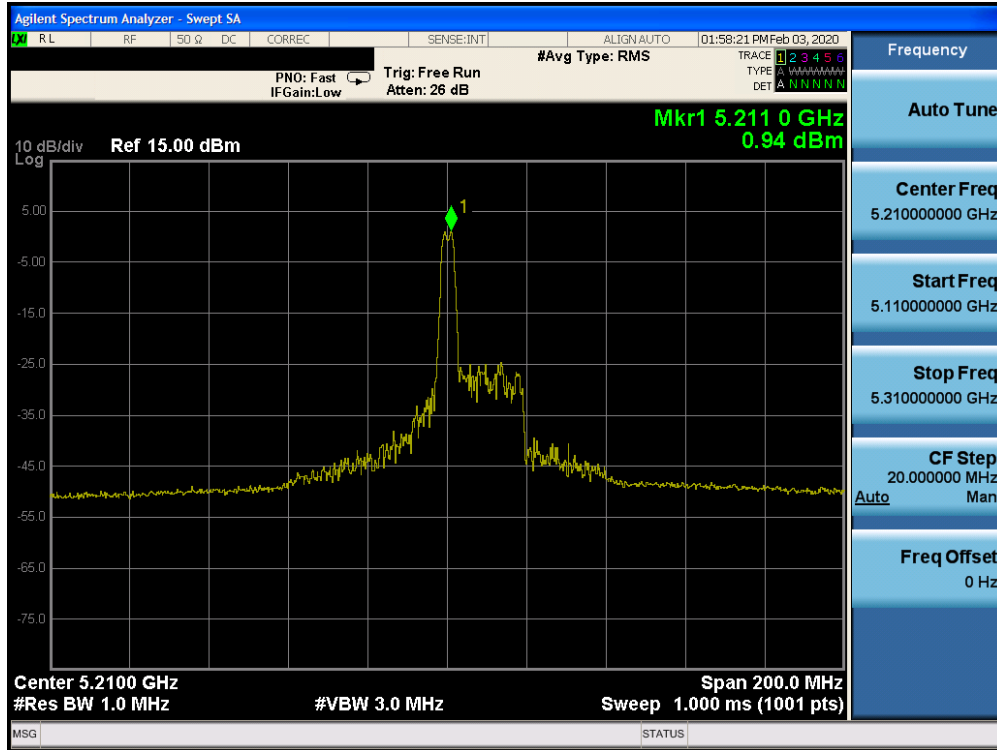 Agilent Spectrum Analyzer - Swept SA
LXI RL RF 50 Ω DC CORREC SENSE:INT ALIGN AUTO 01:58:21 PM Feb 03, 2020
Frequency
#Avg Type: RMS
TRACE 1 2 3 4 5 6
PNO: Fast Trig: Free Run
TYPE A WWWWW
IFGain:Low Atten: 26 dB
DET A N N N N N
Auto Tune
Mkr1 5.211 0 GHz
0.94 dBm
10 dB/div Ref 15.00 dBm
Log
Center Freq
5.210000000 GHz
1
5.00
-5.00
Start Freq
5.110000000 GHz
-15.0
-25.0
Stop Freq
5.310000000 GHz
-35.0
-45.0
CF Step
20.000000 MHz
Auto Man
-55.0
Freq Offset
0 Hz
-65.0
-75.0
Center 5.2100 GHz Span 200.0 MHz
#Res BW 1.0 MHz #VBW 3.0 MHz Sweep 1.000 ms (1001 pts)
MSG STATUS